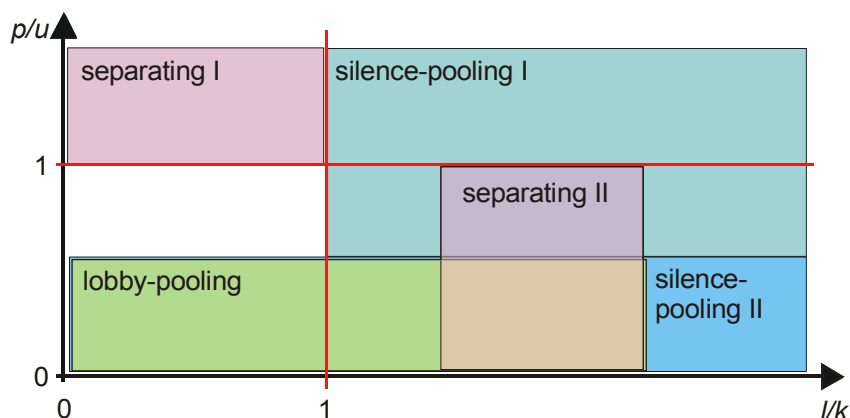 p/u
separating I
silence-pooling I
1
separating II
lobby-pooling
silence-
pooling II
0
0
1
l/k